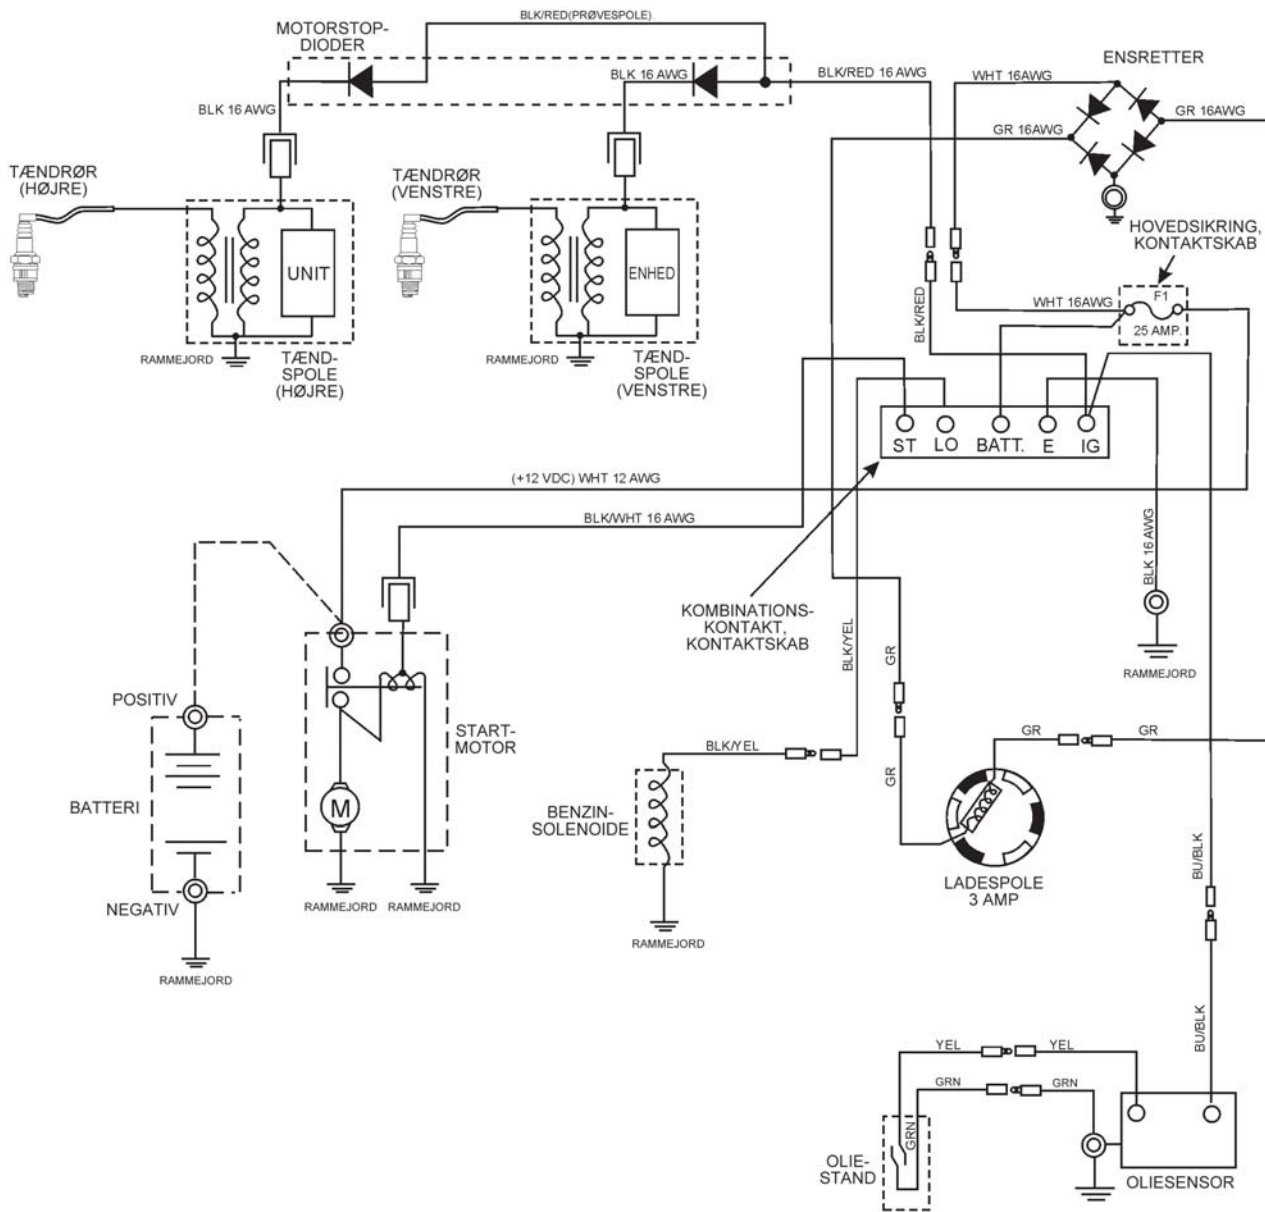 BLK/RED(PRØVESPOLE)
MOTORSTOP-
DIODER
BLK 16 AWG
BLK/RED 16 AWG
WHT 16AWG
ENSRETTER
BLK 16 AWG
GR 16AWG
GR 16AWG
TÆNDRØR
(HØJRE)
TÆNDRØR
(VENSTRE)
HOVEDSIKRING,
KONTAKTSKAB
UNIT
ENHED
BLK/RED
WHT 16AWG
F1
25 AMP.
RAMMEJORD
TÆND-
SPOLE
(HØJRE)
RAMMEJORD
TÆND-
SPOLE
(VENSTRE)
ST
LO
BATT.
E
IG
(+12 VDC) WHT 12 AWG
BLK/WHT 16 AWG
BLK 16 AWG
KOMBINATIONS-
KONTAKT,
KONTAKTSKAB
BLK/YEL
GR
RAMMEJORD
POSITIV
START-
MOTOR
BLK/YEL
GR
GR
GR
BATTERI
M
BENZIN-
SOLENOIDE
LADESPOLE
3 AMP
BU/BLK
NEGATIV
RAMMEJORD
RAMMEJORD
RAMMEJORD
RAMMEJORD
BU/BLK
YEL
YEL
GRN
GRN
GRN
OLIE-
STAND
OLIESENSOR